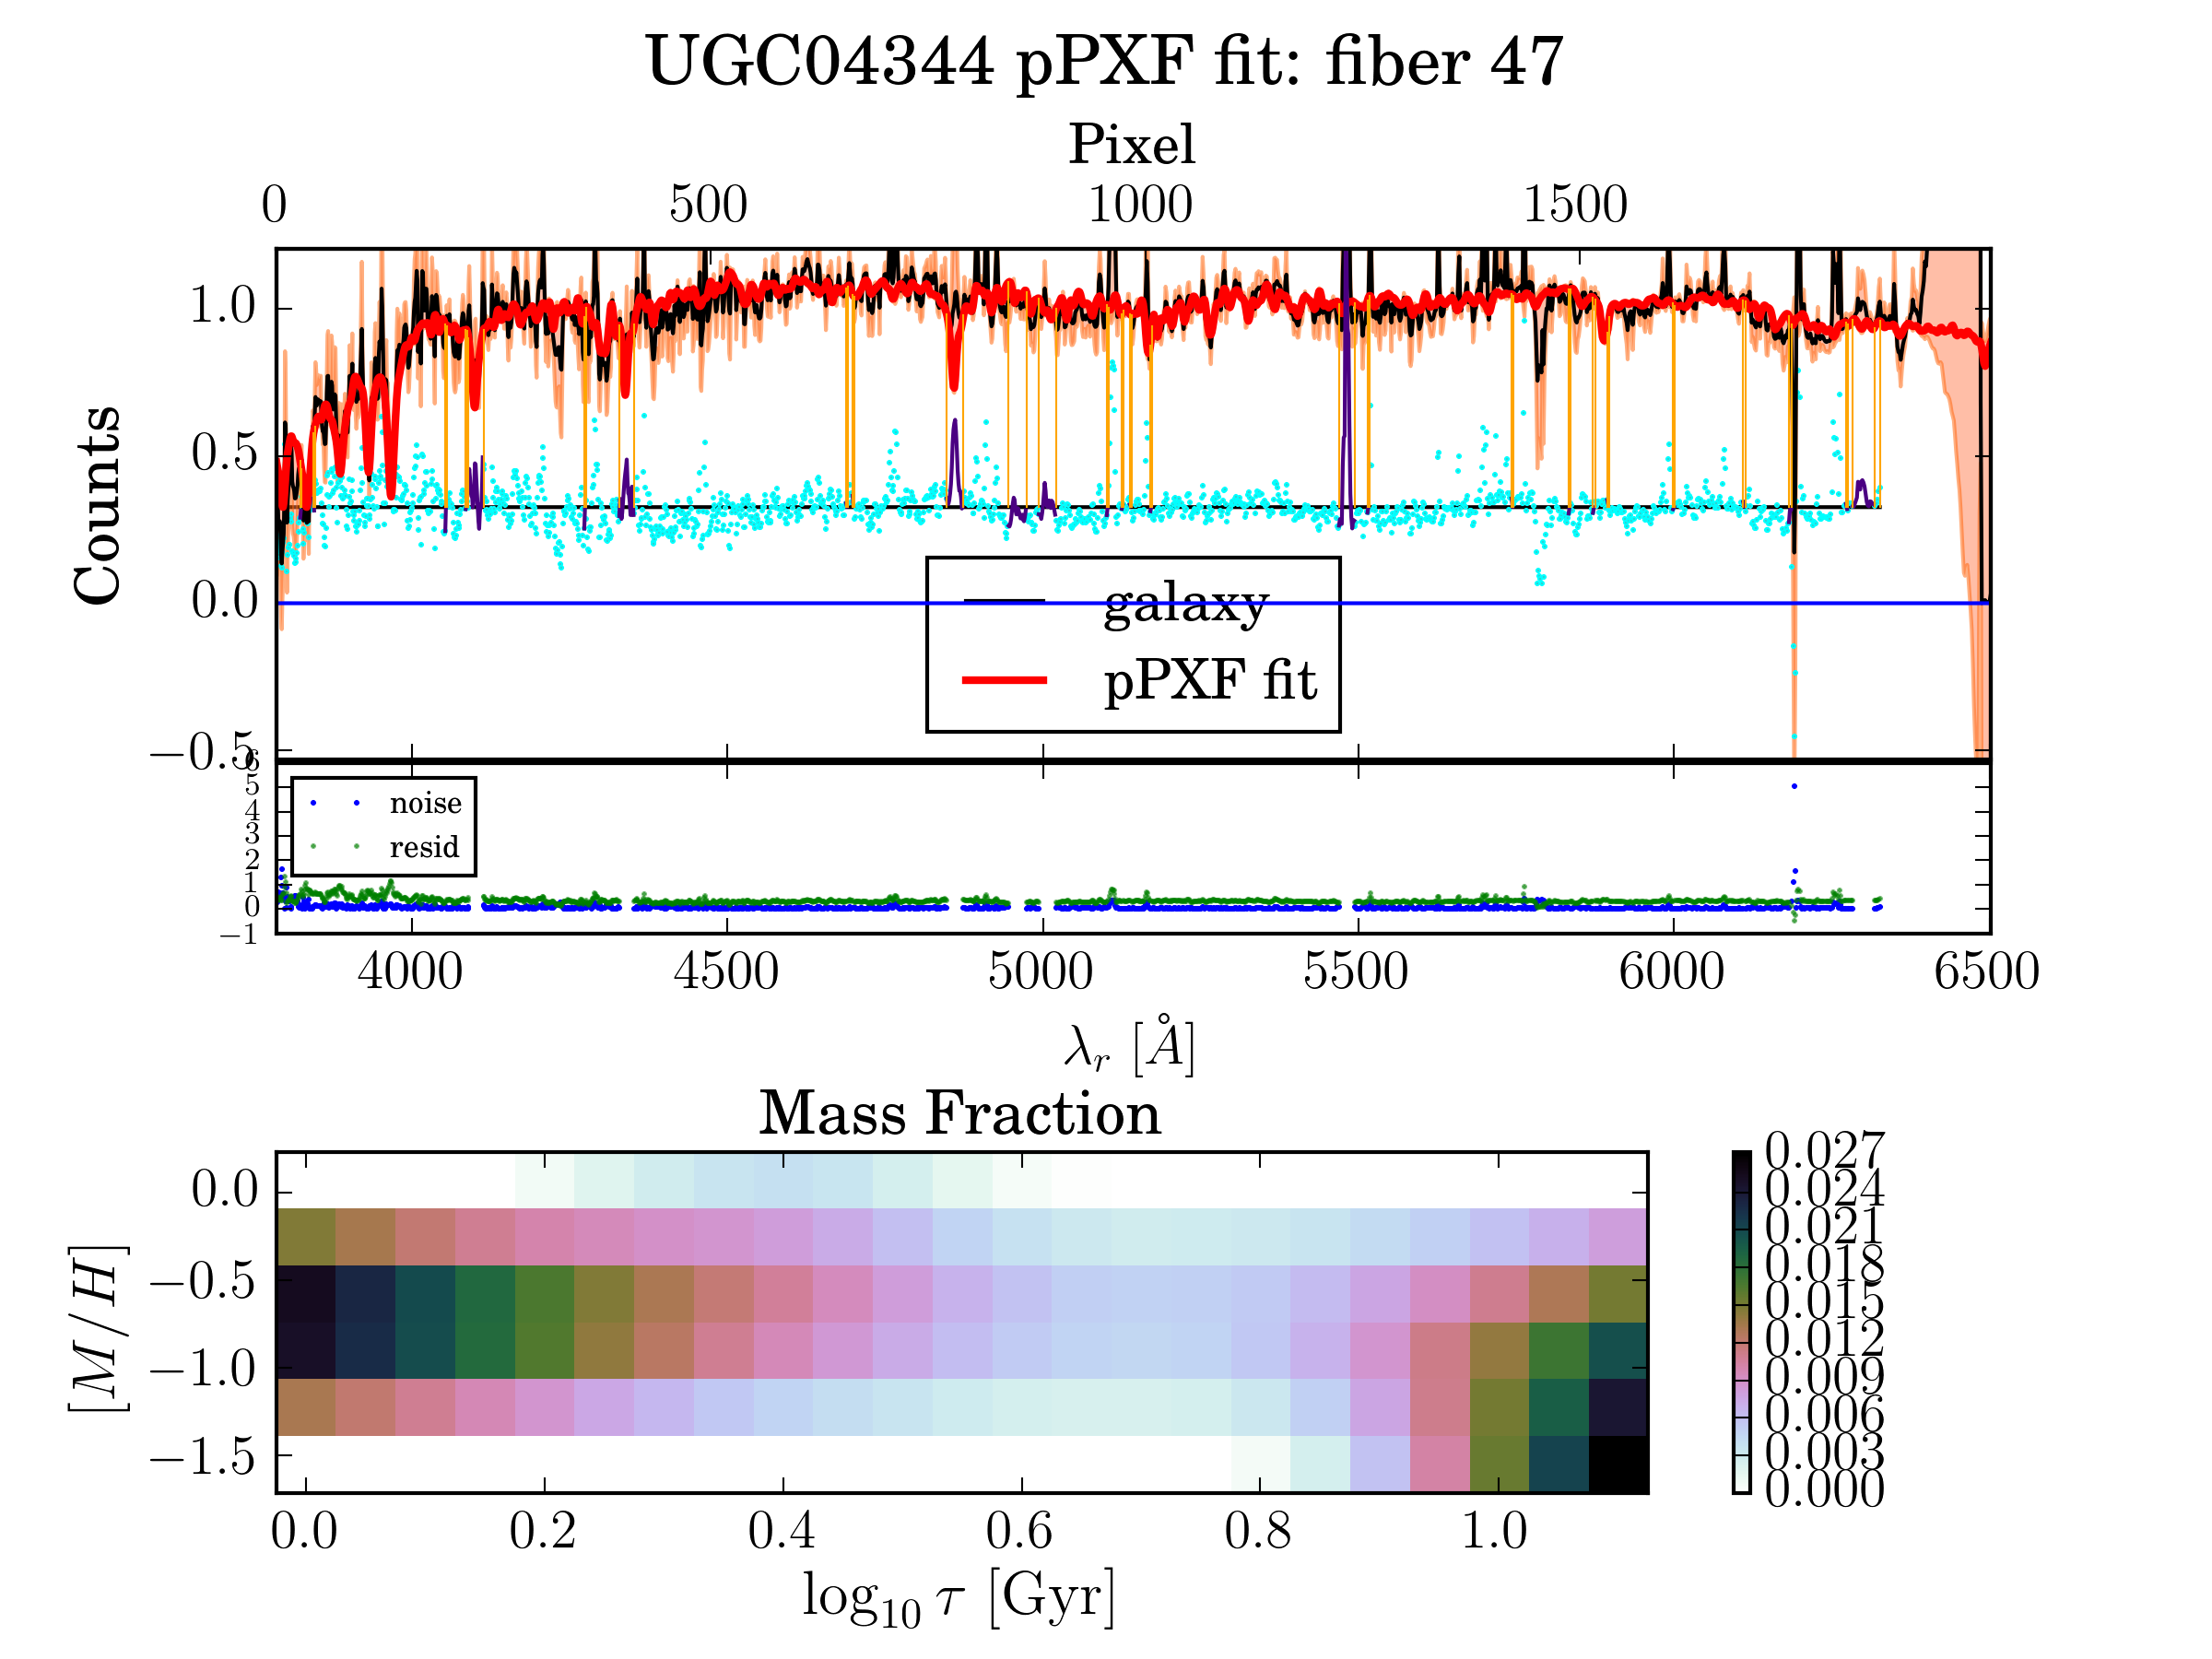 UGC04344 pPXF fit: fiber 47
Pixel
0 500 1000 1500
Counts
1.0
0.5
0.0
−0.5
galaxy
pPXF fit
6
5
4
3
2
1
0
−1
noise
resid
4000 4500 5000 5500 6000 6500
λr [Å]
Mass Fraction
[M/H]
0.0
−0.5
−1.0
−1.5
0.0 0.2 0.4 0.6 0.8 1.0
log10 τ [Gyr]
0.027
0.024
0.021
0.018
0.015
0.012
0.009
0.006
0.003
0.000